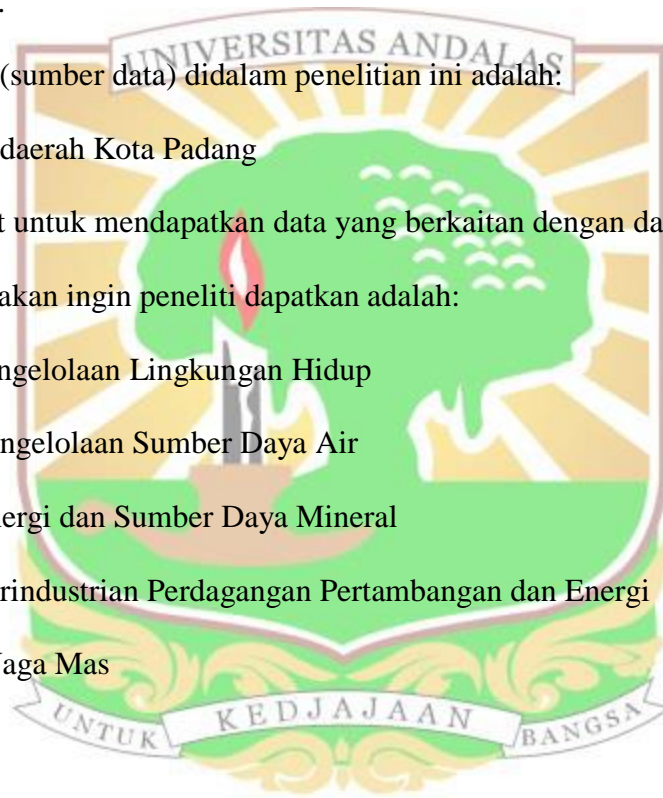 UNIVERSITAS ANDALAS
(sumber data) didalam penelitian ini adalah:
daerah Kota Padang
untuk mendapatkan data yang berkaitan dengan da
akan ingin peneliti dapatkan adalah:
ngelolaan Lingkungan Hidup
ngelolaan Sumber Daya Air
ergi dan Sumber Daya Mineral
rindustrian Perdagangan Pertambangan dan Energi
aga Mas
UNTUK KEDJAJAAN BANGSA